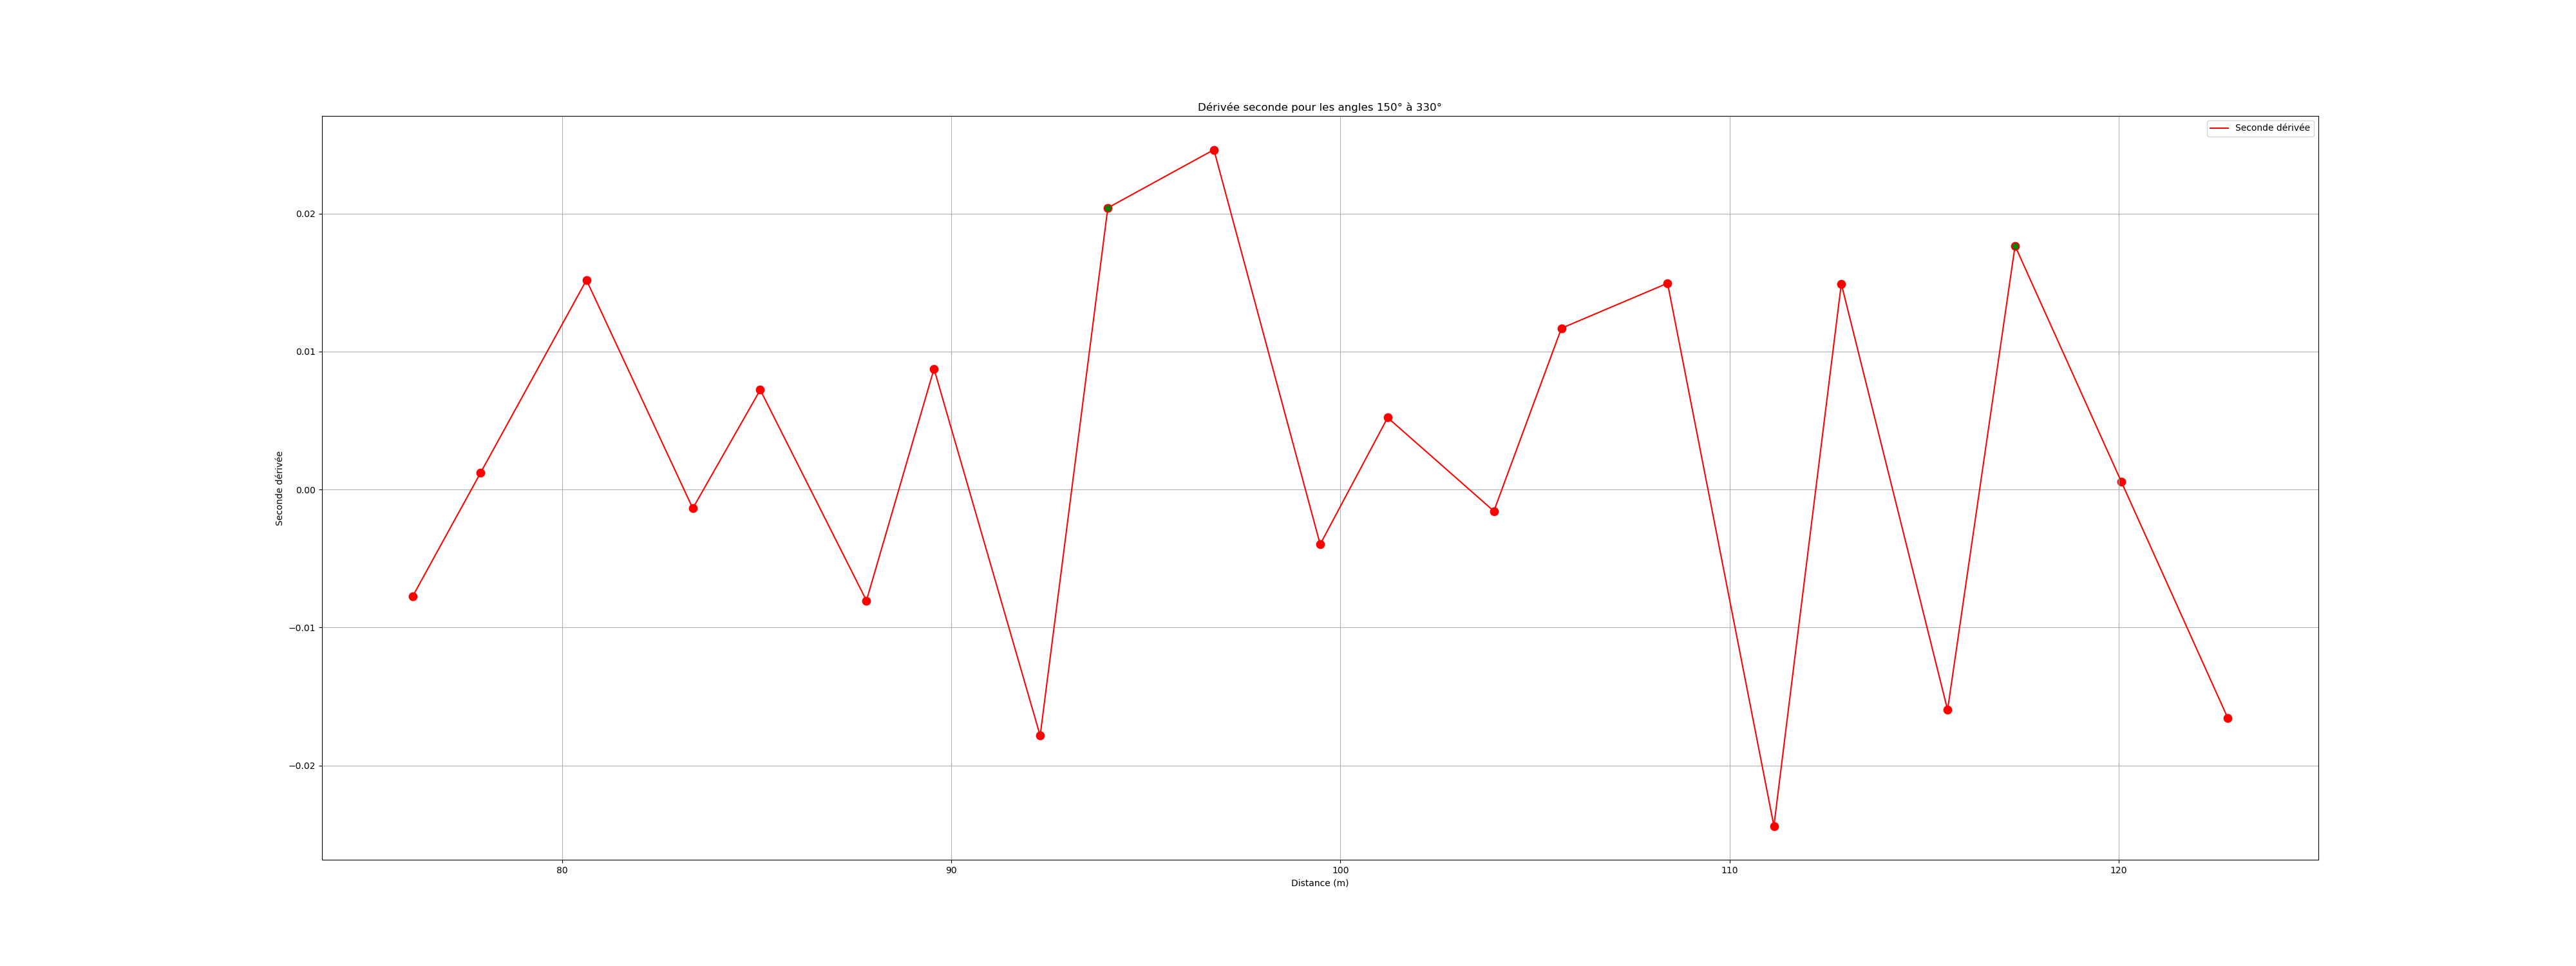 Dérivée seconde pour les angles 150° à 330°
Seconde dérivée
0.02
0.01
0.00
−0.01
−0.02
Seconde dérivée
80
90
100
110
120
Distance (m)